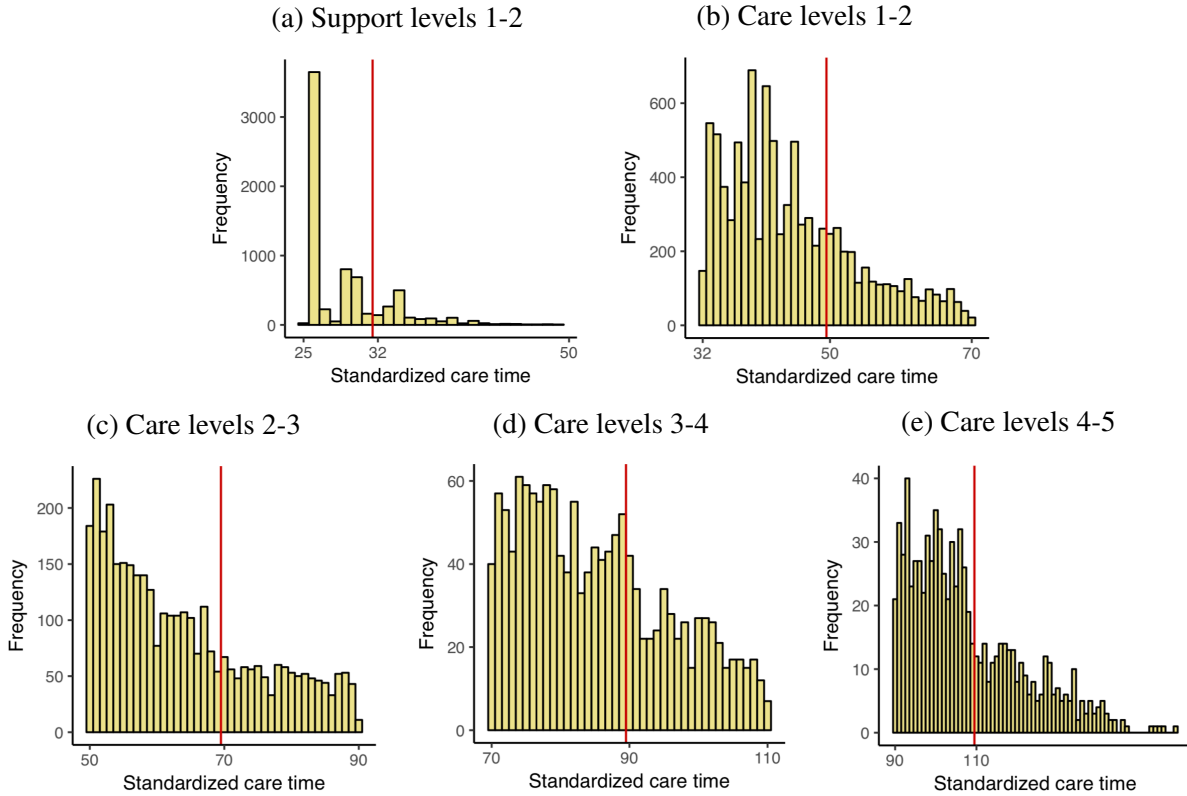 (a) Support levels 1-2
(b) Care levels 1-2
Frequency
3000
2000
1000
0
25
32
50
Standardized care time
Frequency
600
400
200
0
32
50
70
Standardized care time
(c) Care levels 2-3
(d) Care levels 3-4
(e) Care levels 4-5
Frequency
200
150
100
50
0
50
70
90
Standardized care time
Frequency
60
40
20
0
70
90
110
Standardized care time
Frequency
40
30
20
10
0
90
110
Standardized care time